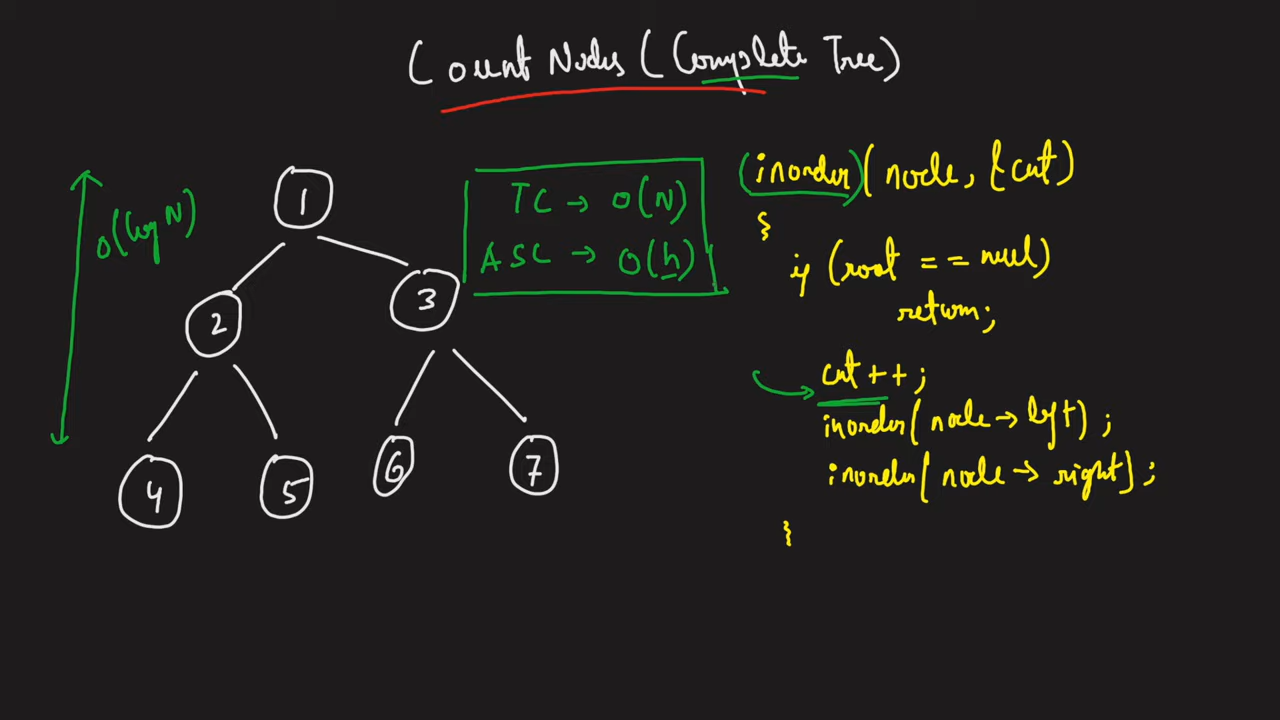 Count Nodes (Complete Tree)
O(log N)
TC → O(N)
ASC → O(h)
1
2
3
4
5
6
7
inorder(node, &cnt)
{
if (root == null)
return;
cnt++;
inorder(node → left);
inorder(node → right);
}